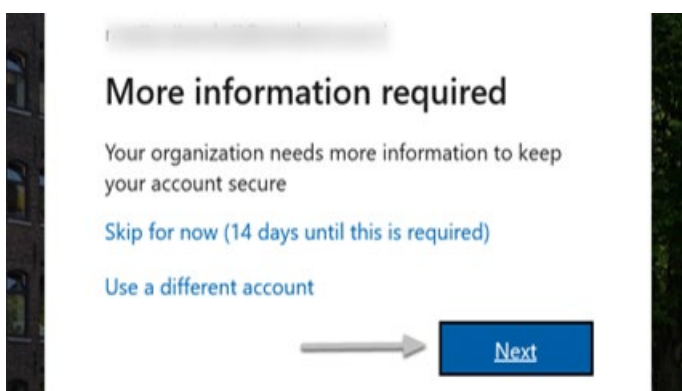 More information required
Your organization needs more information to keep
your account secure
Skip for now (14 days until this is required)
Use a different account
Next